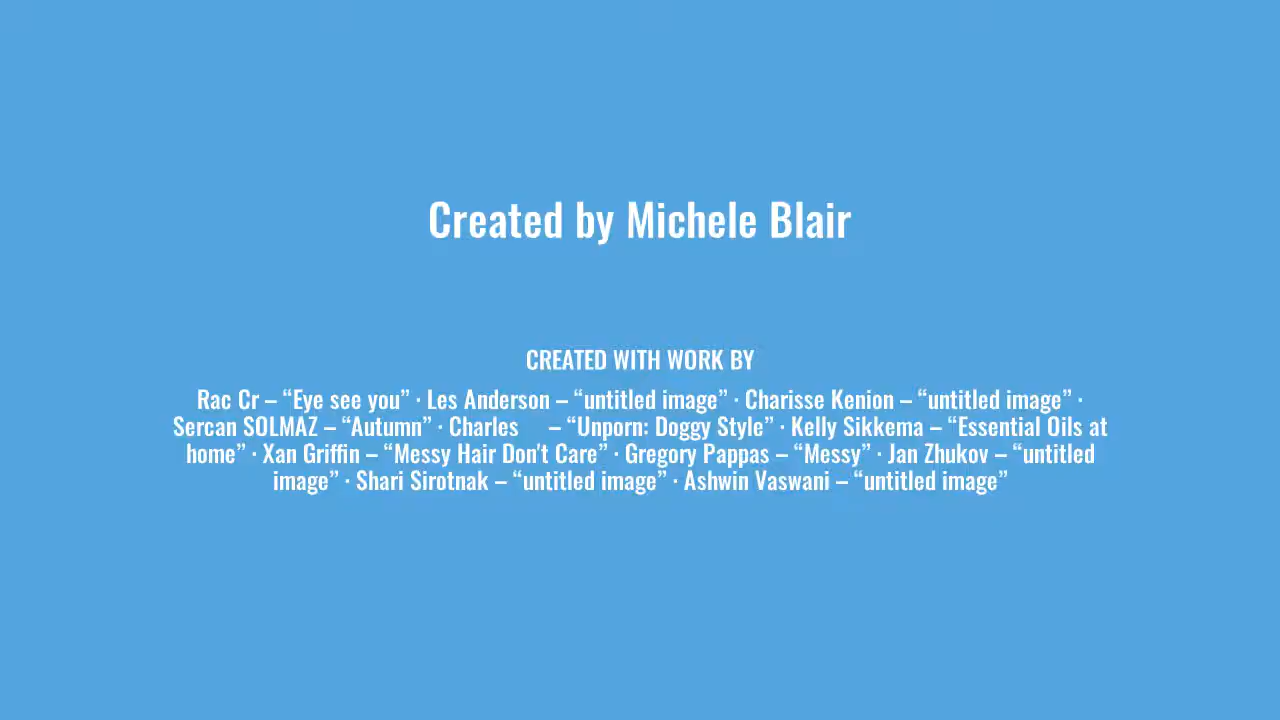 Created by Michele Blair
CREATED WITH WORK BY
Rac Cr – “Eye see you” · Les Anderson – “untitled image” · Charisse Kenion – “untitled image” ·
Sercan SOLMAZ – “Autumn” · Charles – “Unporn: Doggy Style” · Kelly Sikkema – “Essential Oils at
home” · Xan Griffin – “Messy Hair Don't Care” · Gregory Pappas – “Messy” · Jan Zhukov – “untitled
image” · Shari Sirotnak – “untitled image” · Ashwin Vaswani – “untitled image”